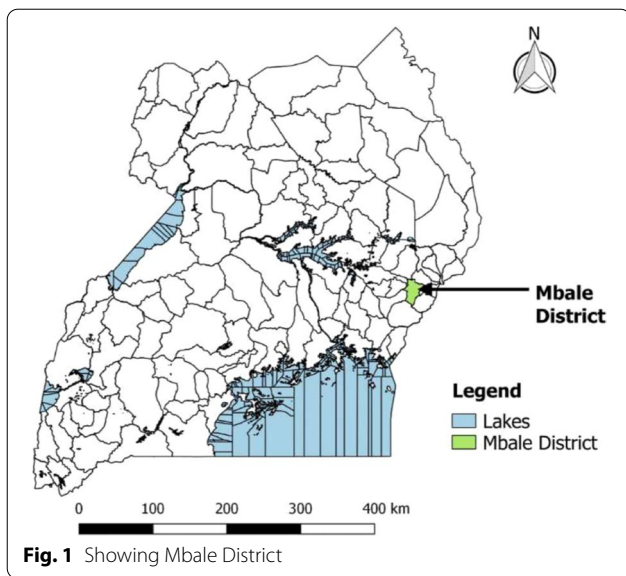 N
Mbale
District
Legend
Lakes
Mbale District
0 100 200 300 400 km
Fig. 1 Showing Mbale District